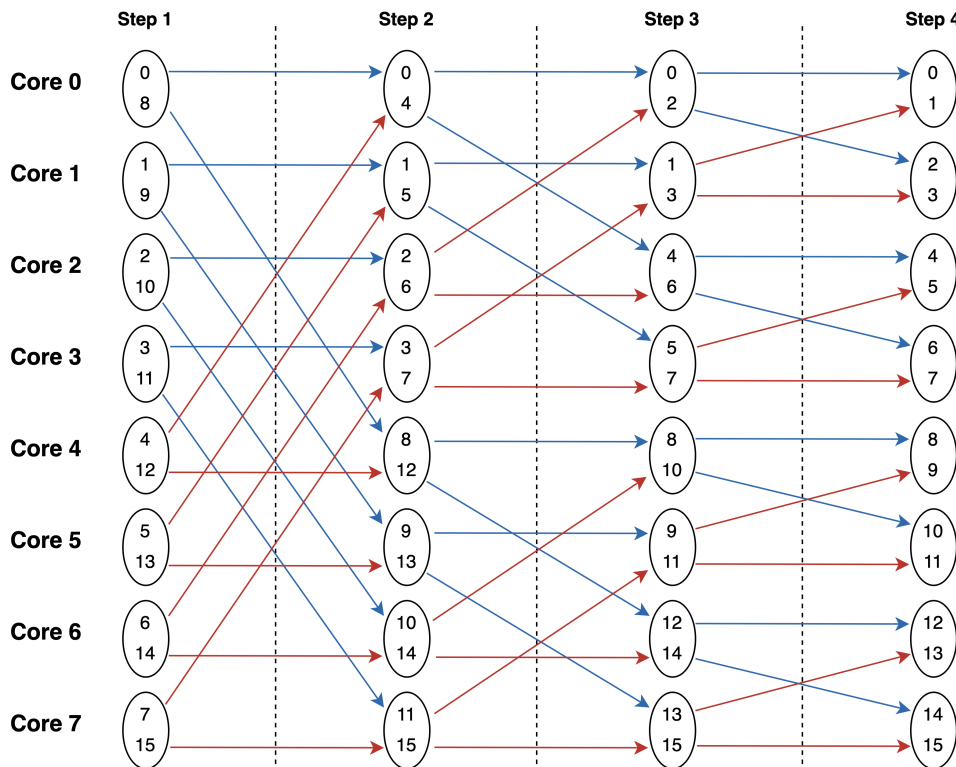 Step 1 Step 2 Step 3 Step 4
Core 0
0 0 0 0
8 4 2 1
Core 1
1 1 1 2
9 5 3 3
Core 2
2 2 4 4
10 6 6 5
Core 3
3 3 5 6
11 7 7 7
Core 4
4 8 8 8
12 12 10 9
Core 5
5 9 9 10
13 13 11 11
Core 6
6 10 12 12
14 14 14 13
Core 7
7 11 13 14
15 15 15 15